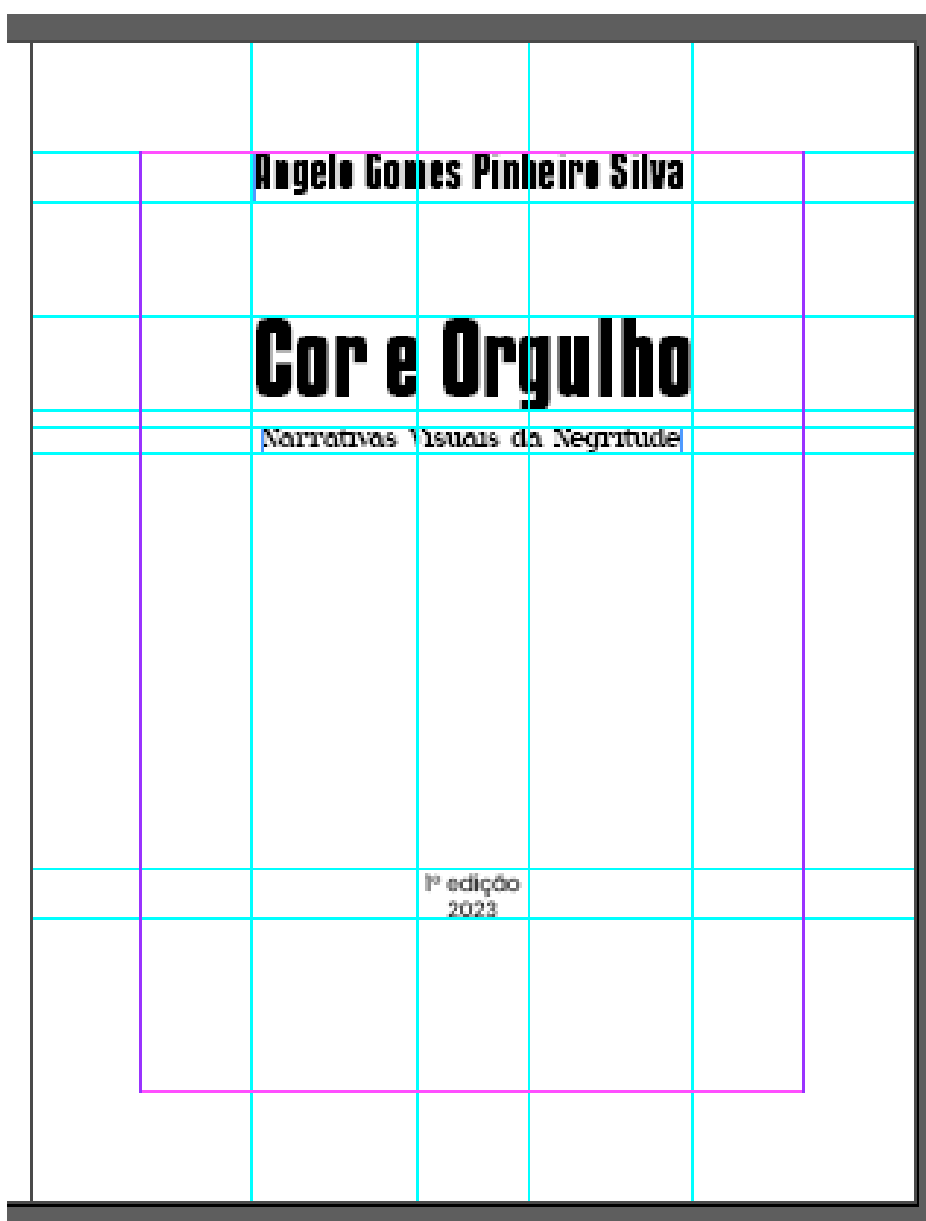 Angelo Gomes Pinheiro Silva
Cor e Orgulho
Narrativas Visuais da Negritude
1ª edição
2023